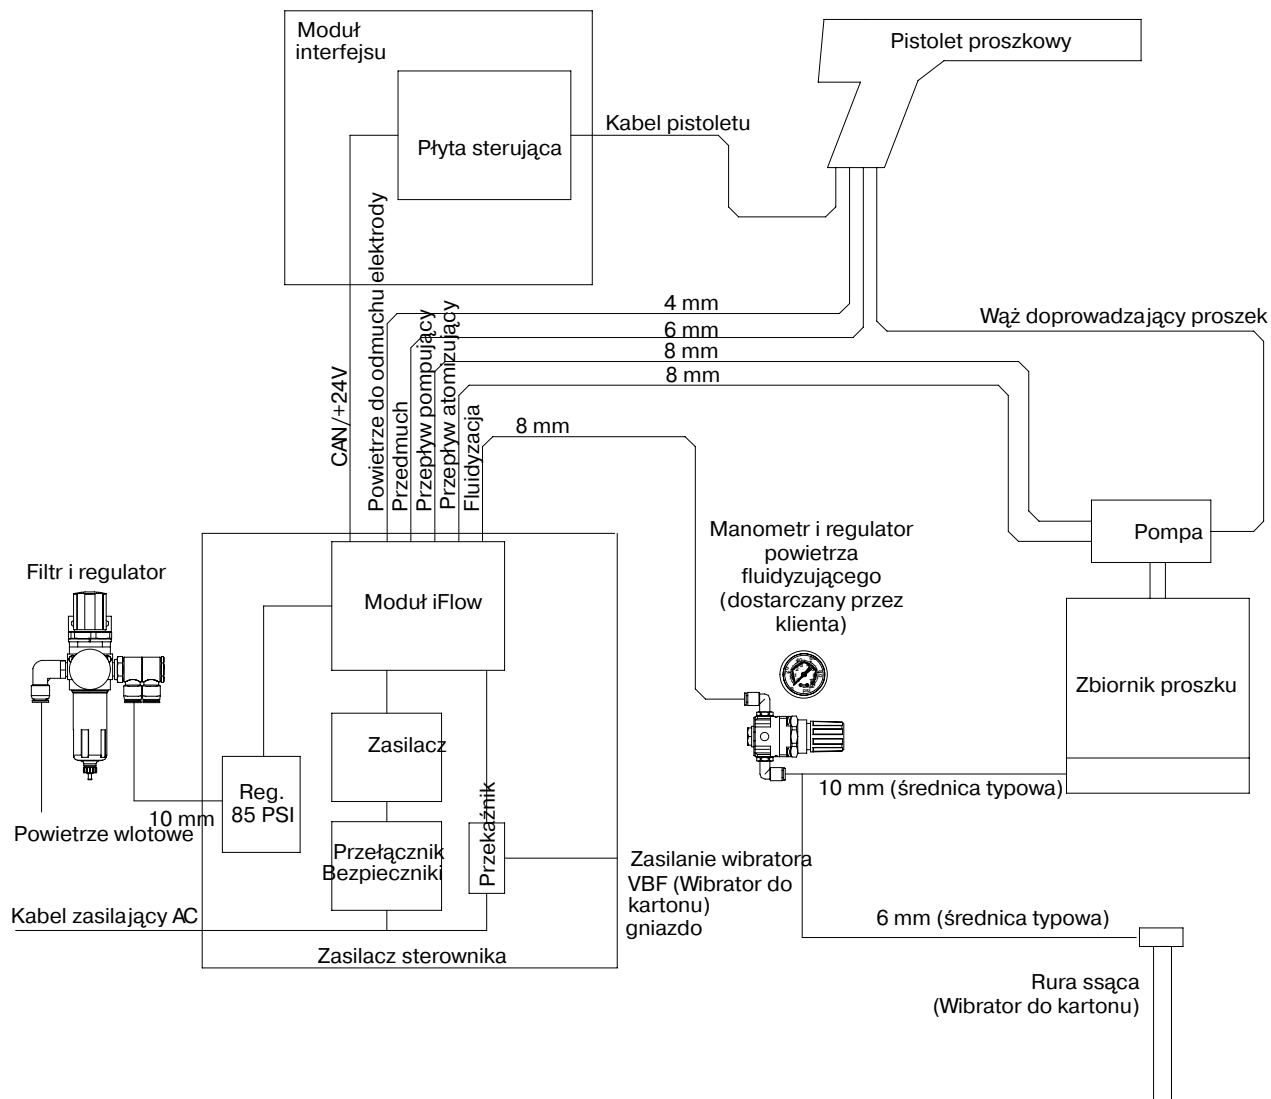 Moduł
interfejsu
Pistolet proszkowy
Kabel pistoletu
Płyta sterująca
4 mm
Wąż doprowadzający proszek
6 mm
8 mm
8 mm
8 mm
CAN/+24V
Powietrze do odmuchu elektrody
Przedmuch
Przepływ pompujący
Przepływ atomizujący
Fluidyzacja
Manometr i regulator
powietrza
fluidyzującego
(dostarczany przez
klienta)
Pompa
Filtr i regulator
Moduł iFlow
Zbiornik proszku
Zasilacz
Reg.
85 PSI
10 mm (średnica typowa)
10 mm
Powietrze wlotowe
Przełącznik
Bezpieczniki
Przekaźnik
Zasilanie wibratora
VBF (Wibrator do
kartonu)
gniazdo
Kabel zasilający AC
6 mm (średnica typowa)
Zasilacz sterownika
Rura ssąca
(Wibrator do kartonu)